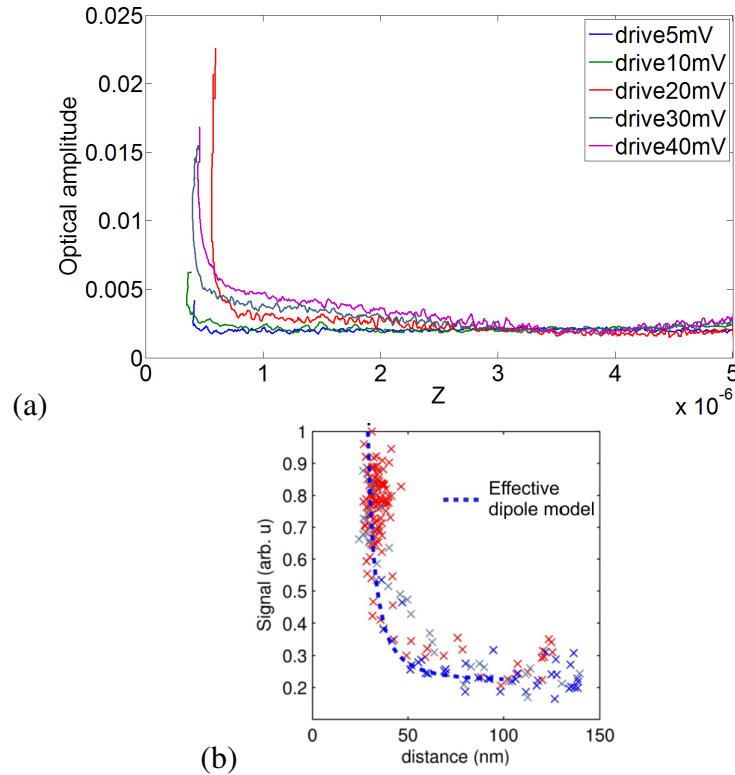 0.025
0.02
0.015
0.01
0.005
0
Optical amplitude
drive5mV
drive10mV
drive20mV
drive30mV
drive40mV
0 1 2 3 4 5
Z
x 10⁻⁶
(a)
1
0.9
0.8
0.7
0.6
0.5
0.4
0.3
0.2
Signal (arb. u)
Effective
dipole model
0 50 100 150
distance (nm)
(b)